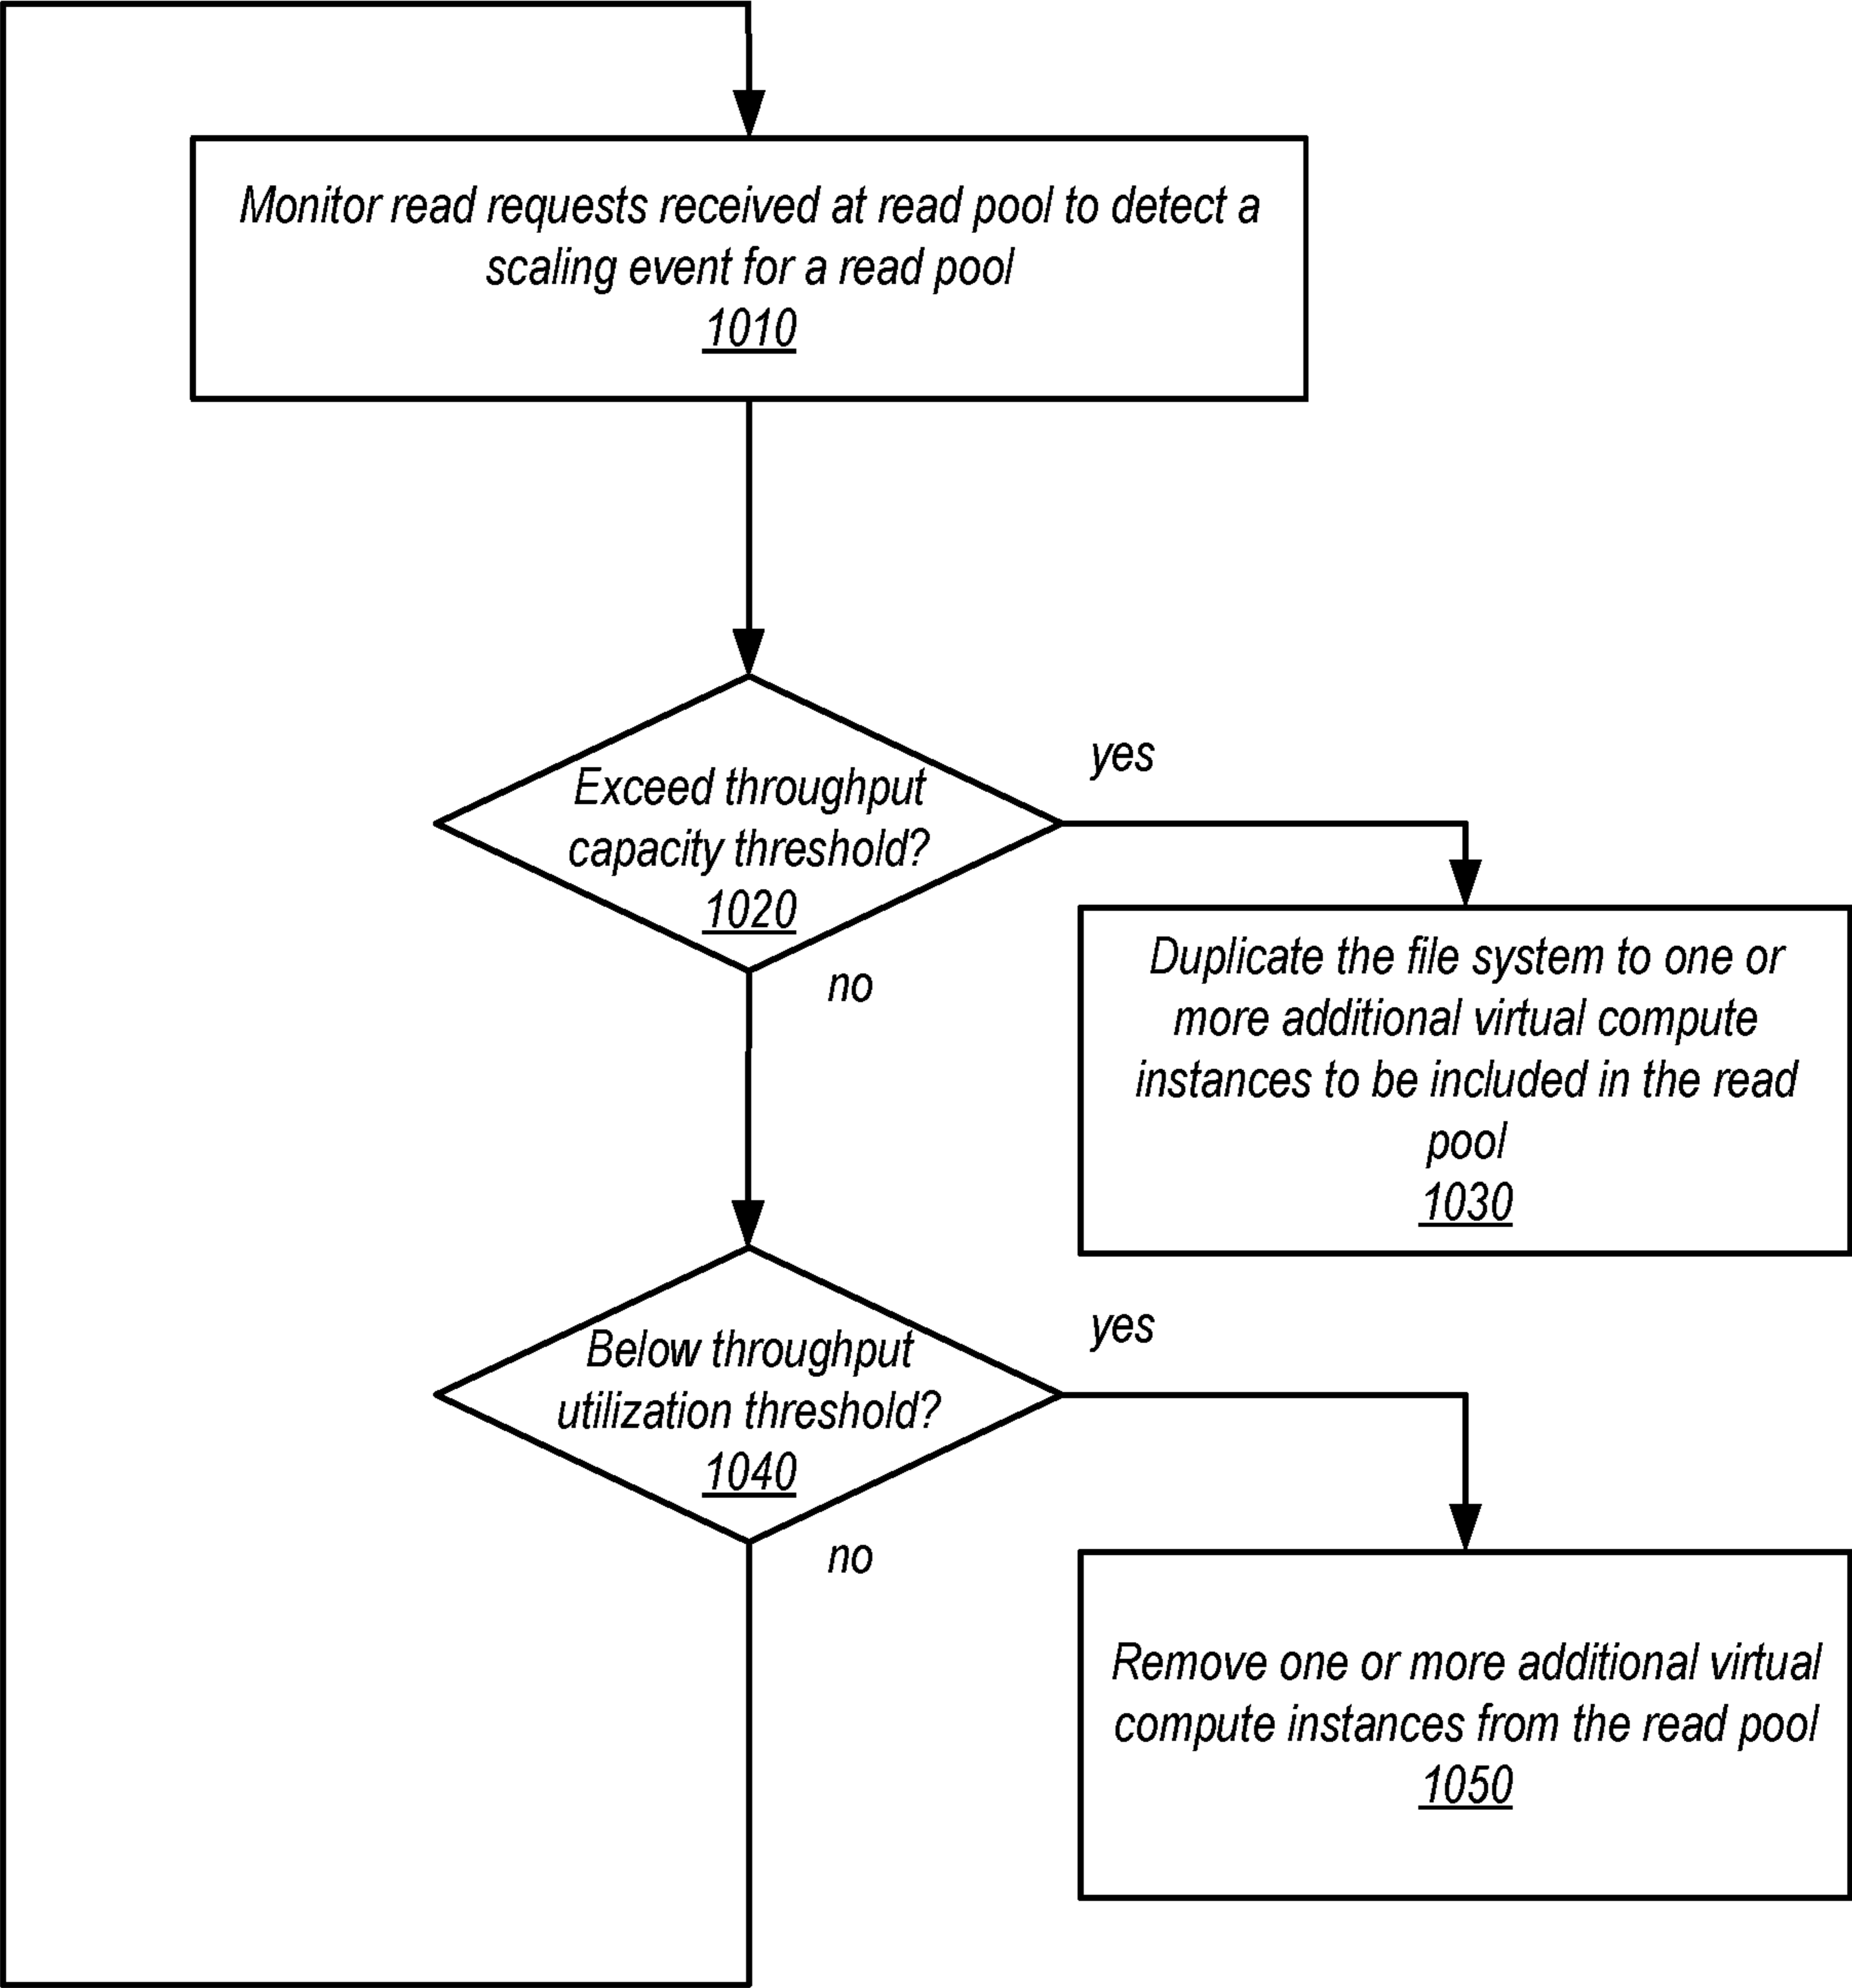 Monitor read requests received at read pool to detect a
scaling event for a read pool
1010
yes
Exceed throughput
capacity threshold?
1020
no
Duplicate the file system to one or
more additional virtual compute
instances to be included in the read
pool
1030
yes
Below throughput
utilization threshold?
1040
no
Remove one or more additional virtual
compute instances from the read pool
1050